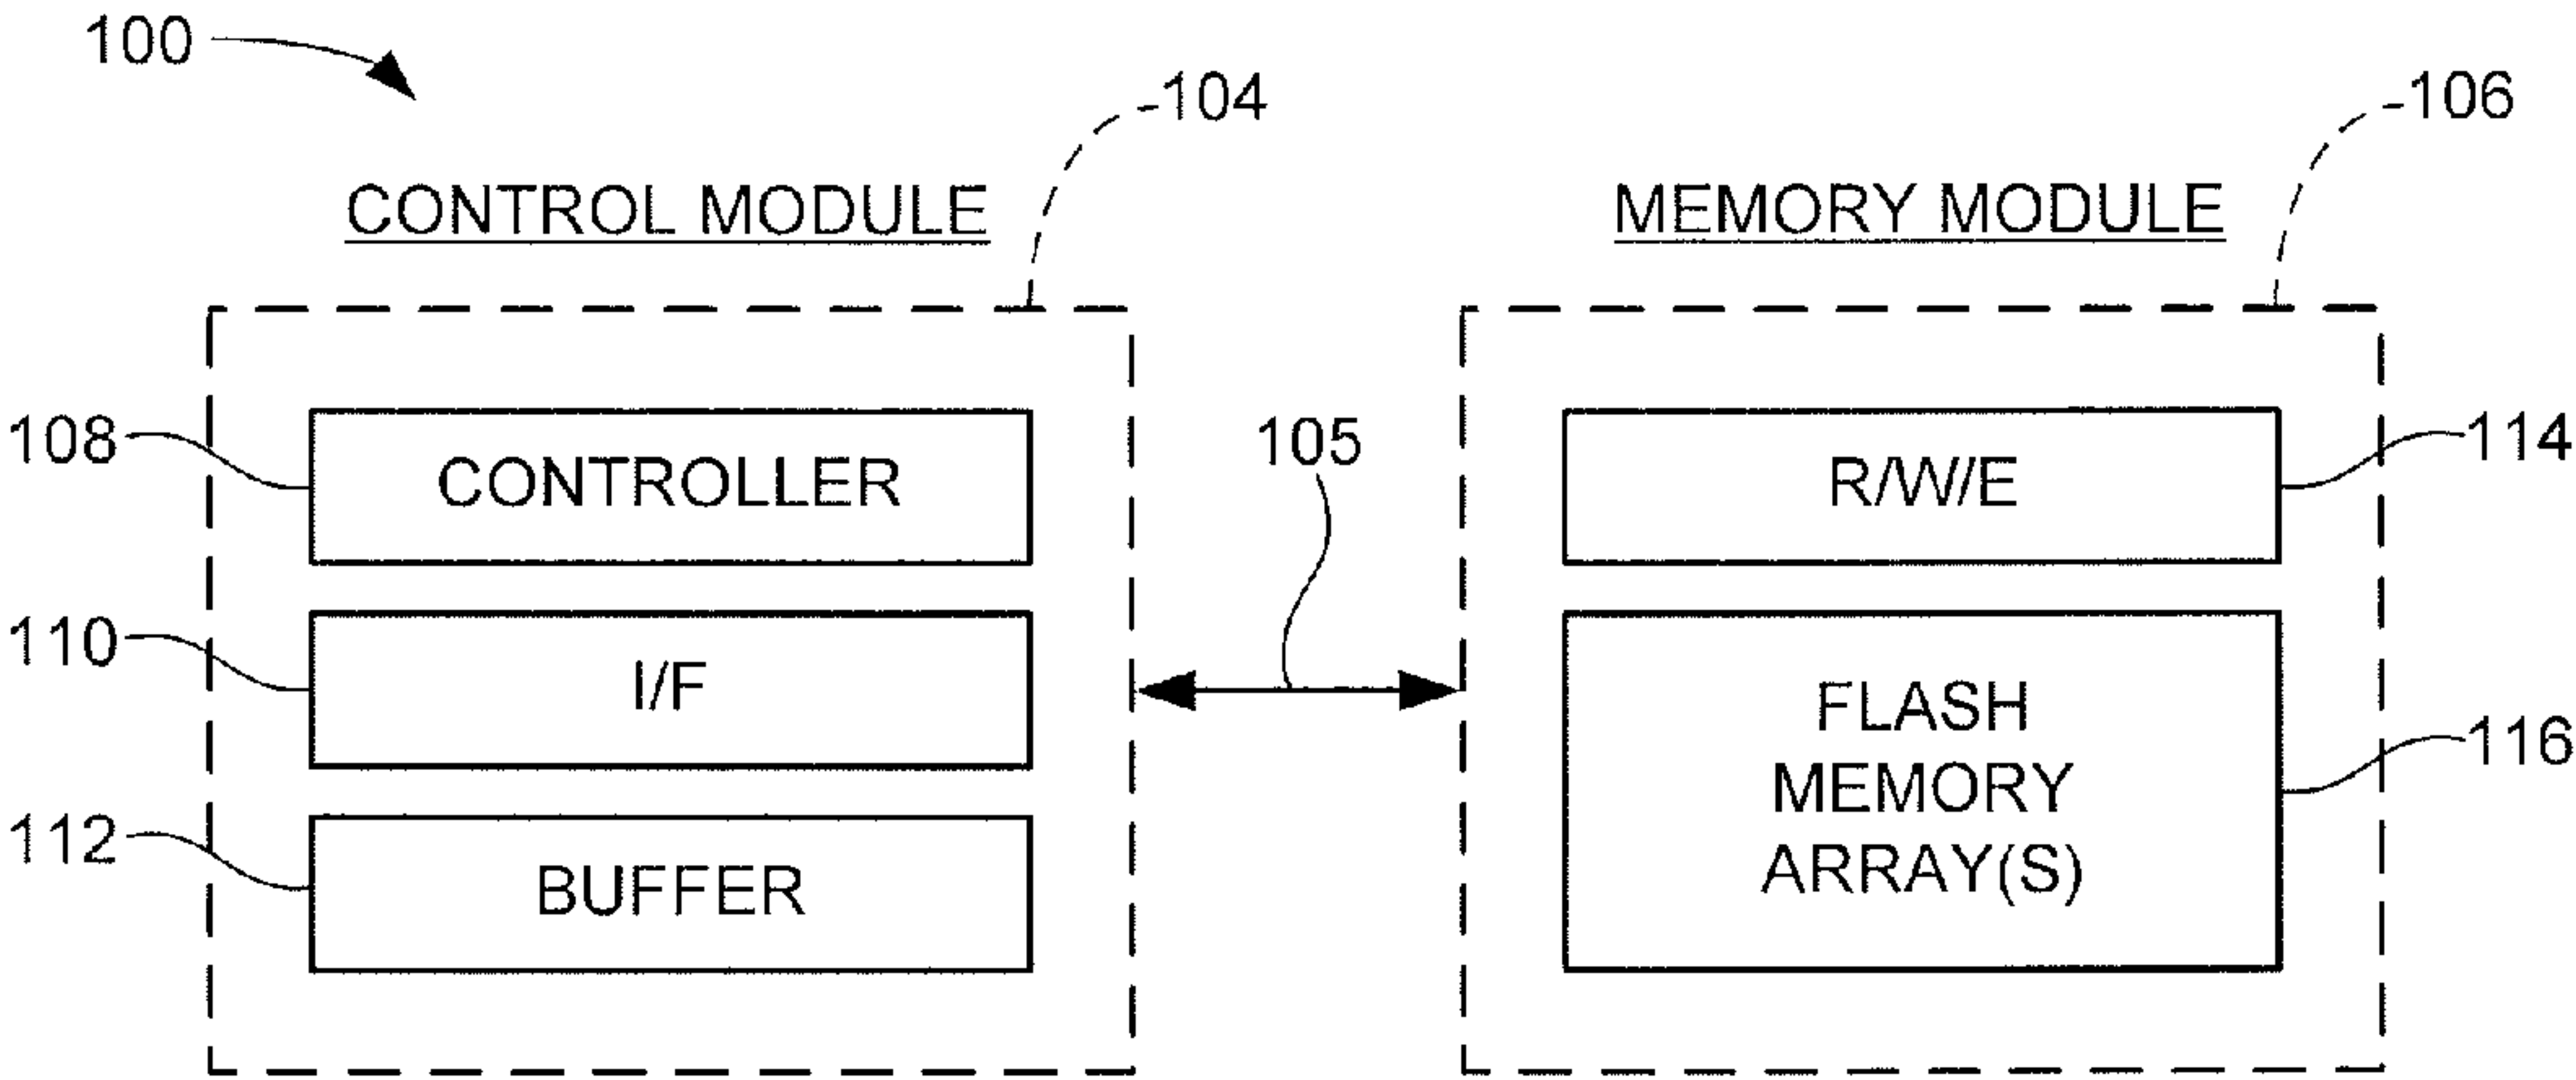 100
104
106
CONTROL MODULE
MEMORY MODULE
108
CONTROLLER
105
R/W/E
114
110
I/F
FLASH
MEMORY
ARRAY(S)
116
112
BUFFER